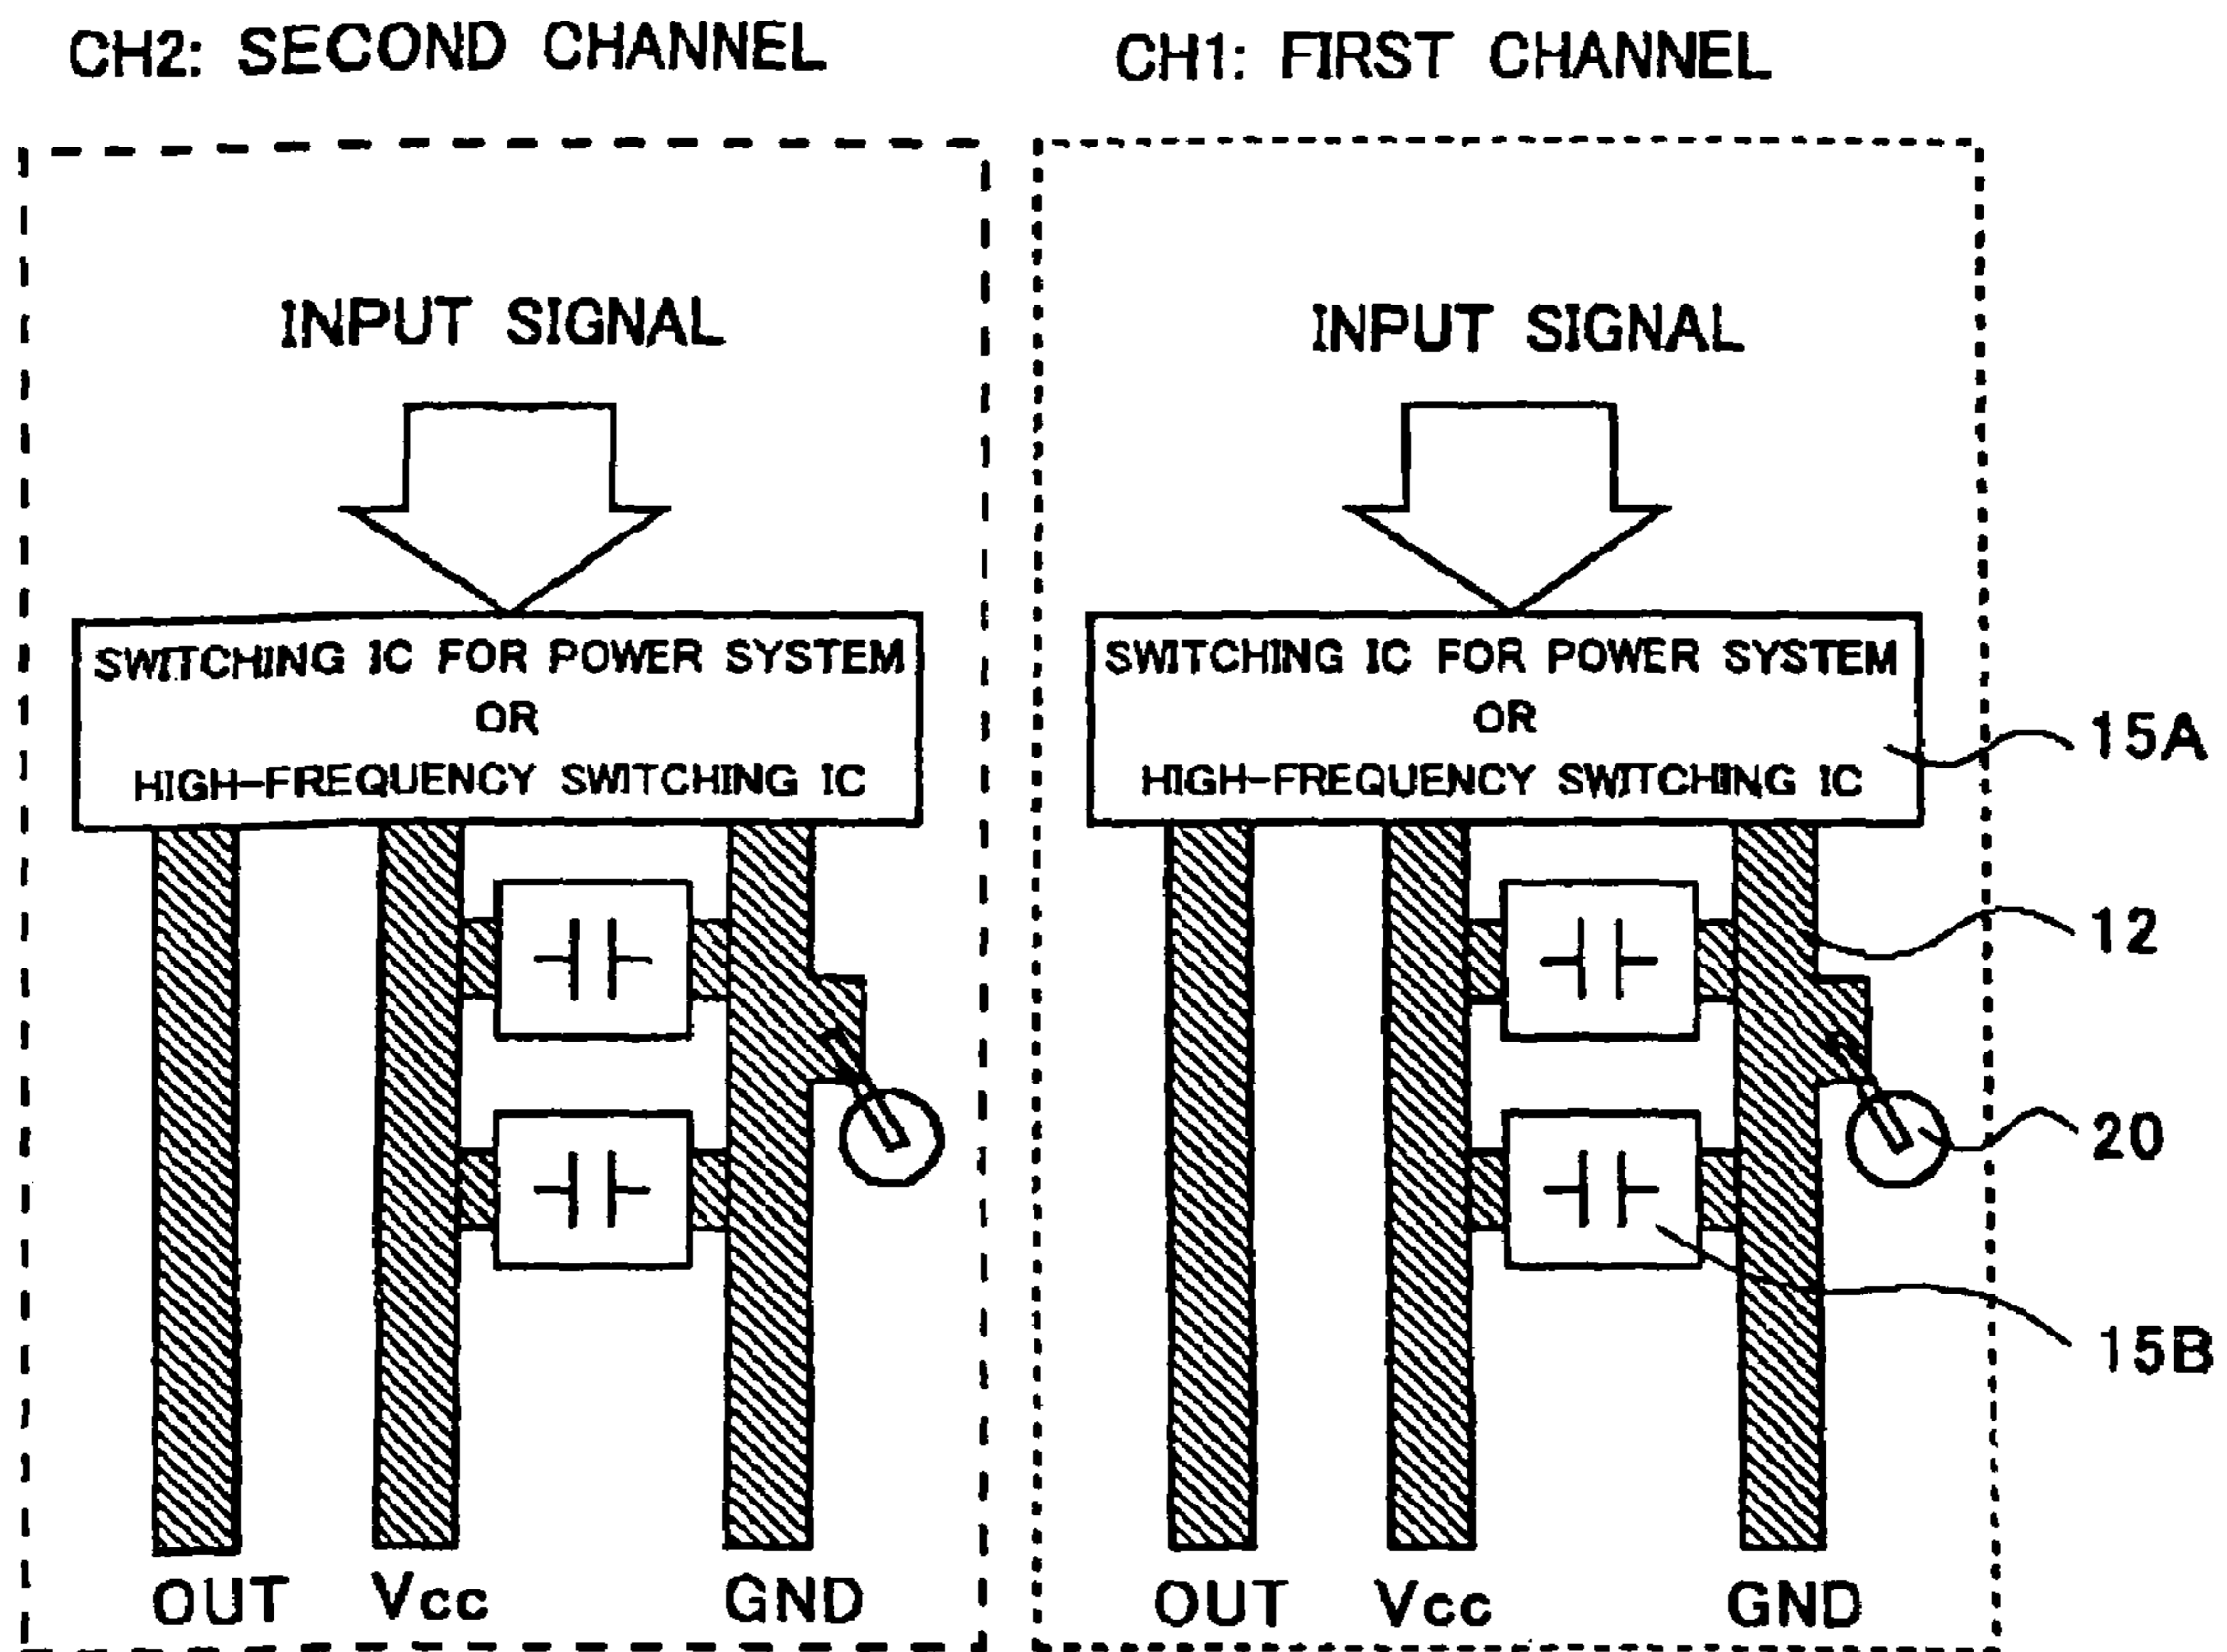 CH2: SECOND CHANNEL
INPUT SIGNAL
SWITCHING IC FOR POWER SYSTEM
OR
HIGH-FREQUENCY SWITCHING IC
OUT
Vcc
GND
CH1: FIRST CHANNEL
INPUT SIGNAL
SWITCHING IC FOR POWER SYSTEM
OR
HIGH-FREQUENCY SWITCHING IC
15A
12
20
15B
OUT
Vcc
GND